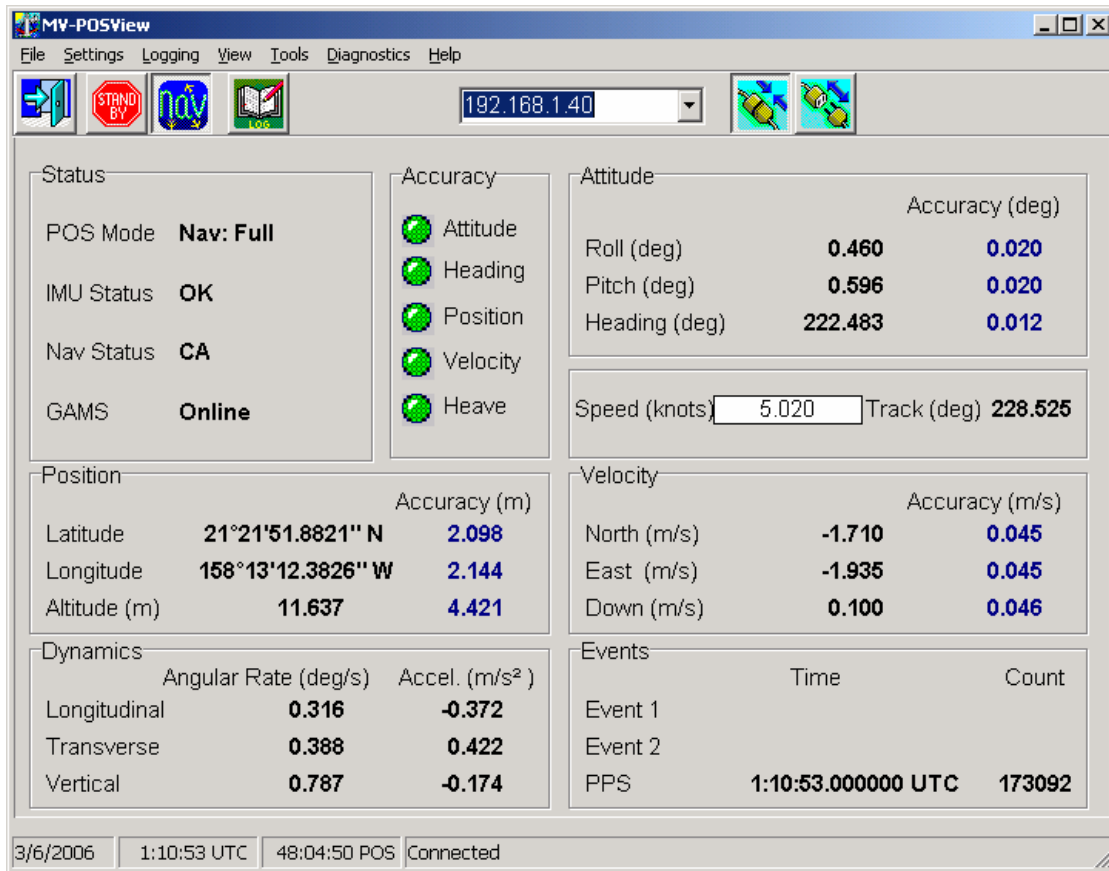 MV-POSView
File Settings Logging View Tools Diagnostics Help
STAND BY nav LOG 192.168.1.40
Status
POS Mode Nav: Full
IMU Status OK
Nav Status CA
GAMS Online
Accuracy
Attitude
Heading
Position
Velocity
Heave
Attitude
Accuracy (deg)
Roll (deg) 0.460 0.020
Pitch (deg) 0.596 0.020
Heading (deg) 222.483 0.012
Speed (knots) 5.020 Track (deg) 228.525
Position
Accuracy (m)
Latitude 21°21'51.8821" N 2.098
Longitude 158°13'12.3826" W 2.144
Altitude (m) 11.637 4.421
Velocity
Accuracy (m/s)
North (m/s) -1.710 0.045
East (m/s) -1.935 0.045
Down (m/s) 0.100 0.046
Dynamics
Angular Rate (deg/s) Accel. (m/s² )
Longitudinal 0.316 -0.372
Transverse 0.388 0.422
Vertical 0.787 -0.174
Events
Time Count
Event 1
Event 2
PPS 1:10:53.000000 UTC 173092
3/6/2006 1:10:53 UTC 48:04:50 POS Connected